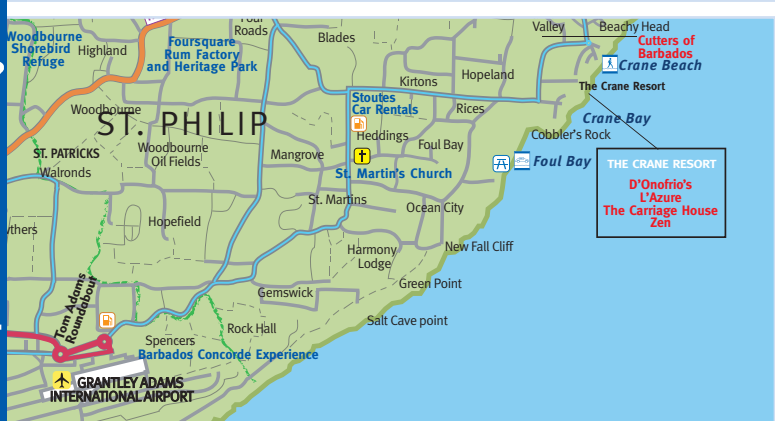 Four
Roads
Valley
Beachy Head
Woodbourne
Shorebird
Refuge
Highland
Foursquare
Rum Factory
and Heritage Park
Blades
Cutters of
Barbados
Crane Beach
Hopeland
Kirtons
The Crane Resort
Stoutes
Car Rentals
Rices
Woodbourne
ST. PHILIP
Crane Bay
Heddings
Cobbler's Rock
Foul Bay
ST. PATRICKS
Woodbourne
Oil Fields
Mangrove
Foul Bay
Walronds
St. Martin's Church
THE CRANE RESORT
D'Onofrio's
L'Azure
The Carriage House
Zen
St. Martins
Ocean City
Hopefield
Harmony
Lodge
New Fall Cliff
Green Point
Gemswick
Tom Adams
Roundabout
Salt Cave point
Rock Hall
Spencers
Barbados Concorde Experience
GRANTLEY ADAMS
INTERNATIONAL AIRPORT